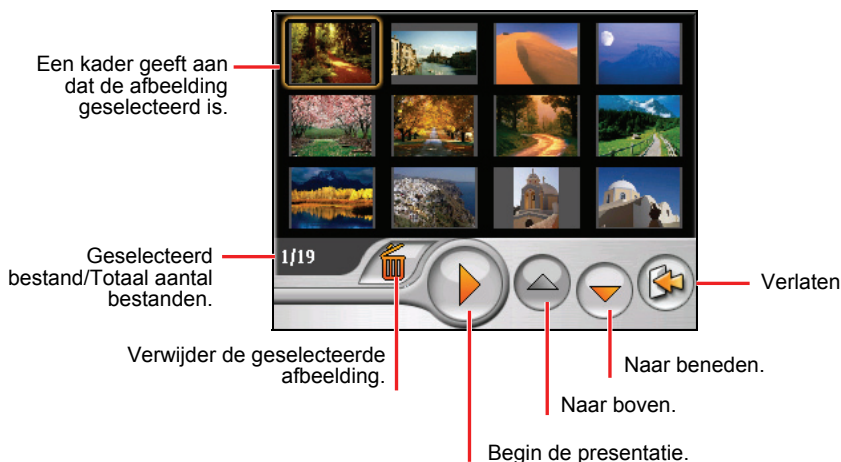 Een kader geeft aan
dat de afbeelding
geselecteerd is.
Geselecteerd
bestand/Totaal aantal
bestanden.
1/19
Verlaten
Verwijder de geselecteerde
afbeelding.
Naar beneden.
Naar boven.
Begin de presentatie.